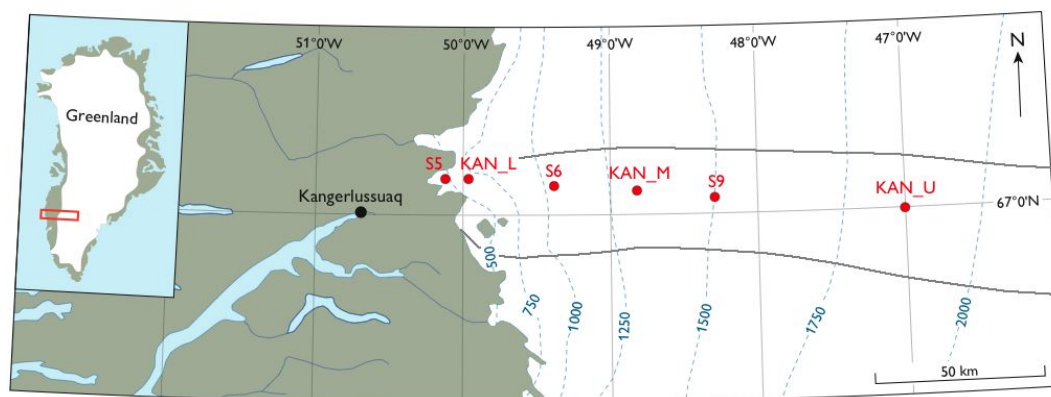 51°0'W
50°0'W
49°0'W
48°0'W
47°0'W
N
Greenland
S5
KAN_L
S6
KAN_M
S9
KAN_U
Kangerlussuaq
67°0'N
500
750
1000
1250
1500
1750
2000
50 km